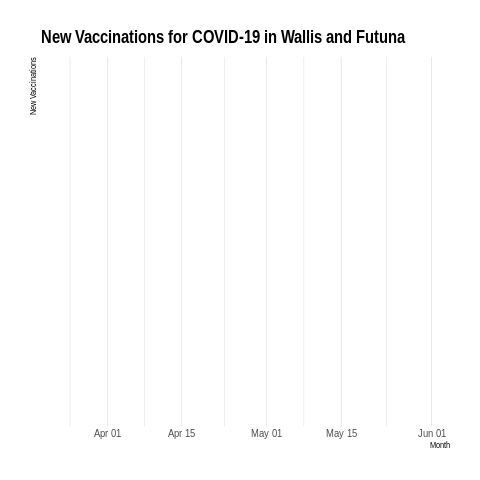 New Vaccinations for COVID-19 in Wallis and Futuna
New Vaccinations
Apr 01 Apr 15 May 01 May 15 Jun 01
Month